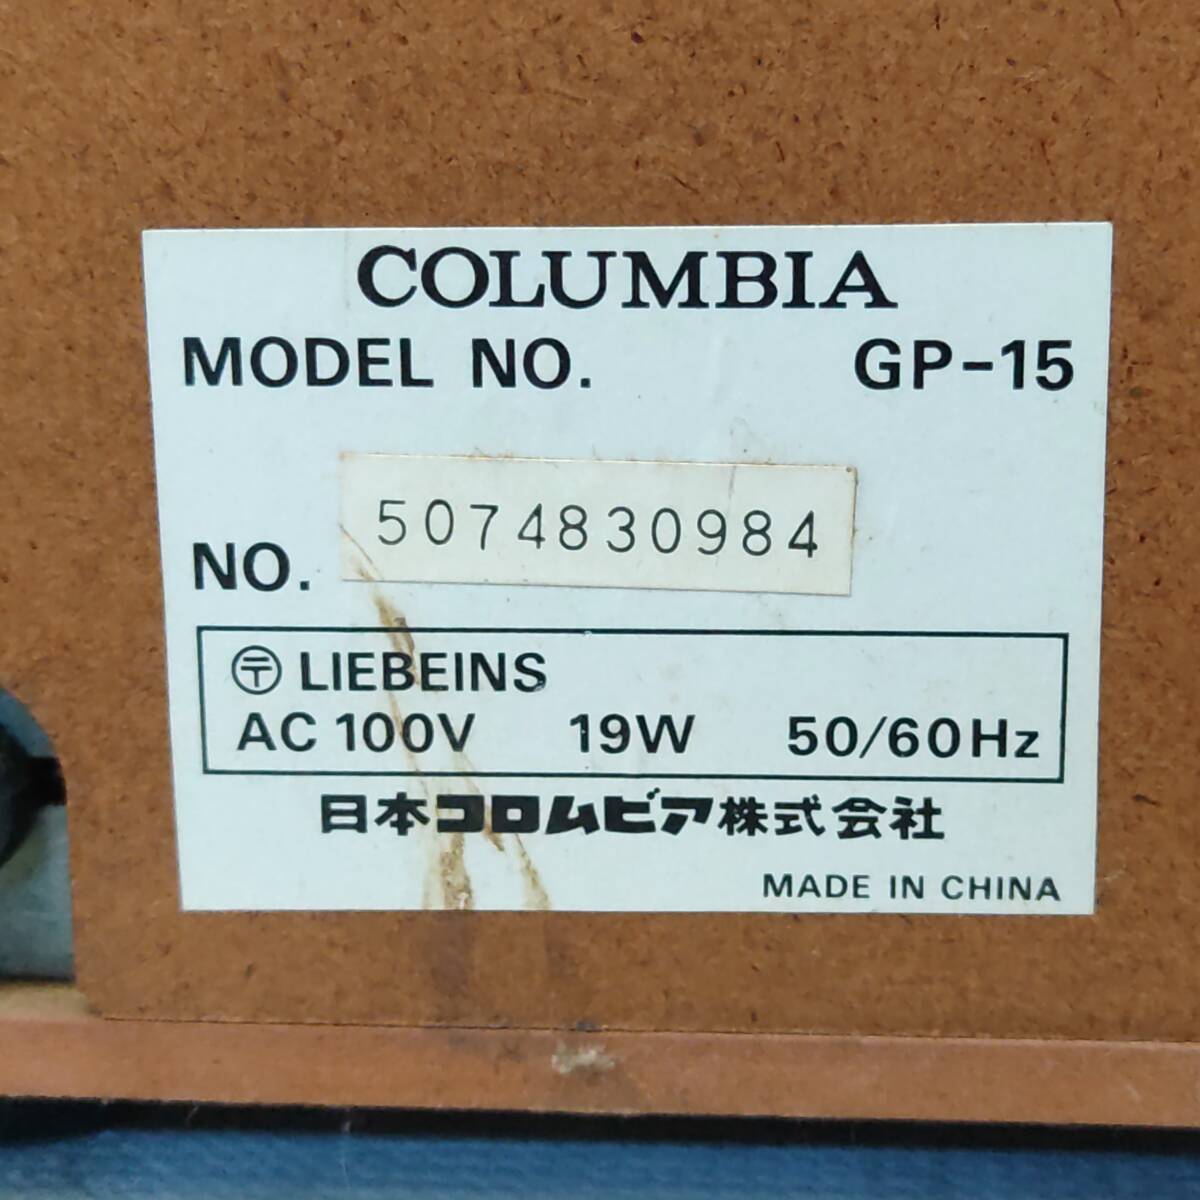 COLUMBIA
MODEL NO. GP-15
NO. 5074830984
〶 LIEBEINS
AC 100V 19W 50/60Hz
日本コロムビア株式会社
MADE IN CHINA